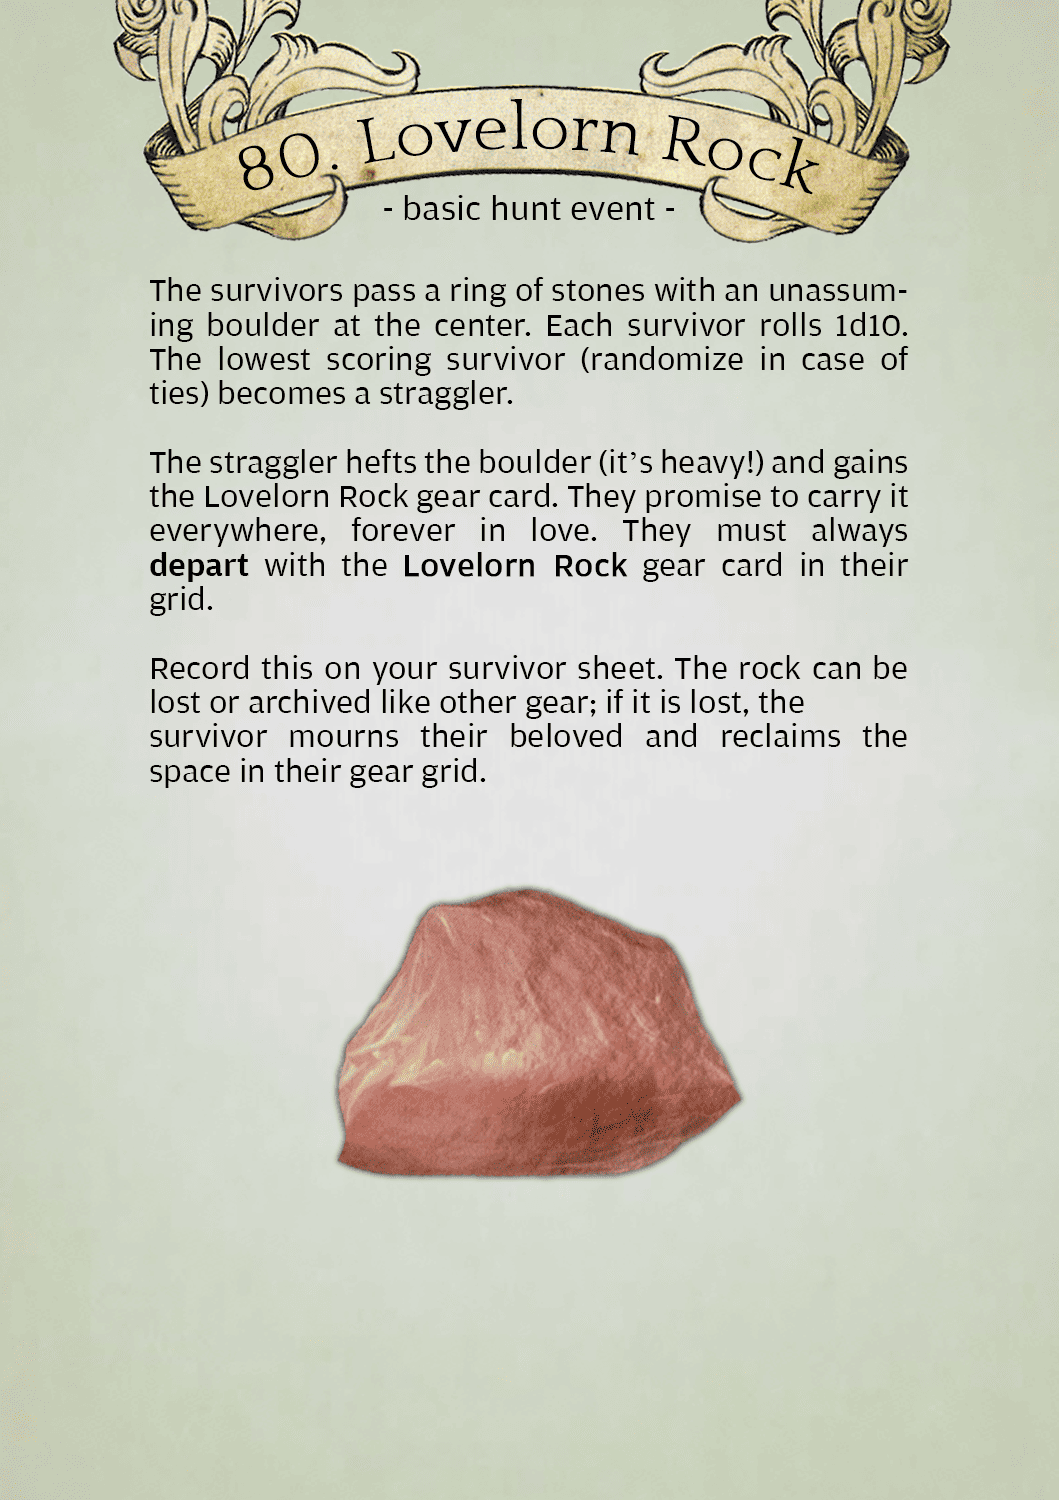 80. Lovelorn Rock
- basic hunt event -
The survivors pass a ring of stones with an unassum-
ing boulder at the center. Each survivor rolls 1d10.
The lowest scoring survivor (randomize in case of
ties) becomes a straggler.
The straggler hefts the boulder (it’s heavy!) and gains
the Lovelorn Rock gear card. They promise to carry it
everywhere, forever in love. They must always
depart with the Lovelorn Rock gear card in their
grid.
Record this on your survivor sheet. The rock can be
lost or archived like other gear; if it is lost, the
survivor mourns their beloved and reclaims the
space in their gear grid.